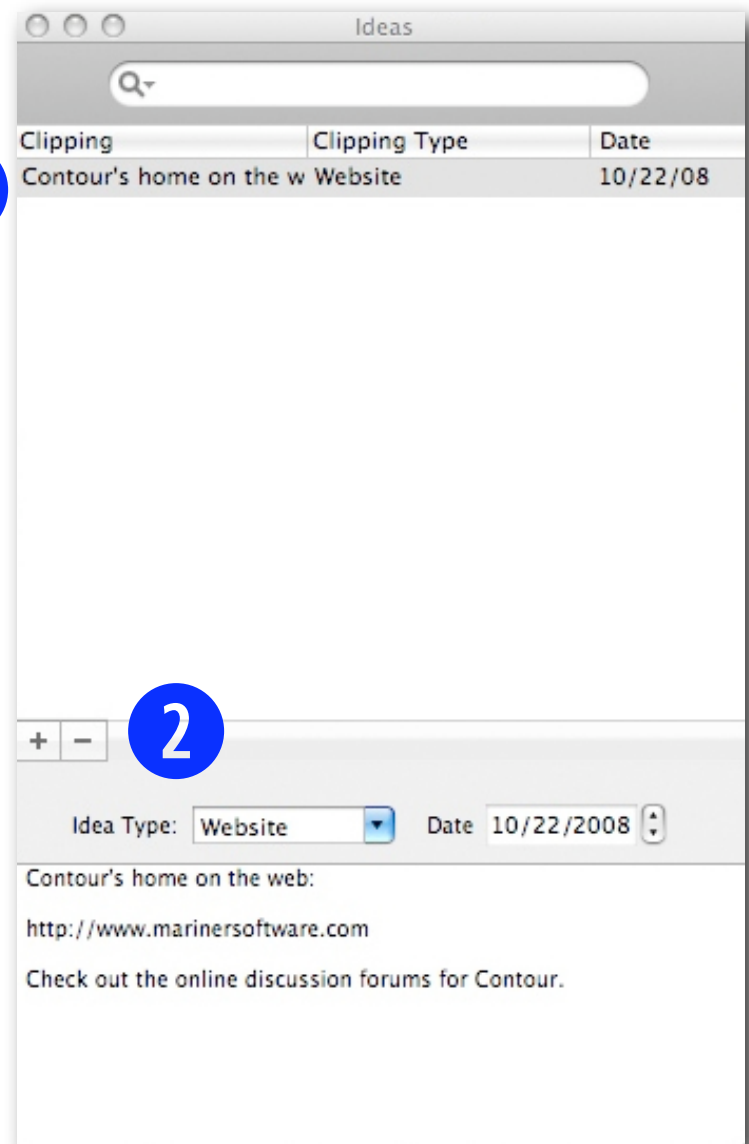 Ideas
Clipping Clipping Type Date
Contour's home on the w Website 10/22/08
+ − 2
Idea Type: Website Date 10/22/2008
Contour's home on the web:
http://www.marinersoftware.com
Check out the online discussion forums for Contour.